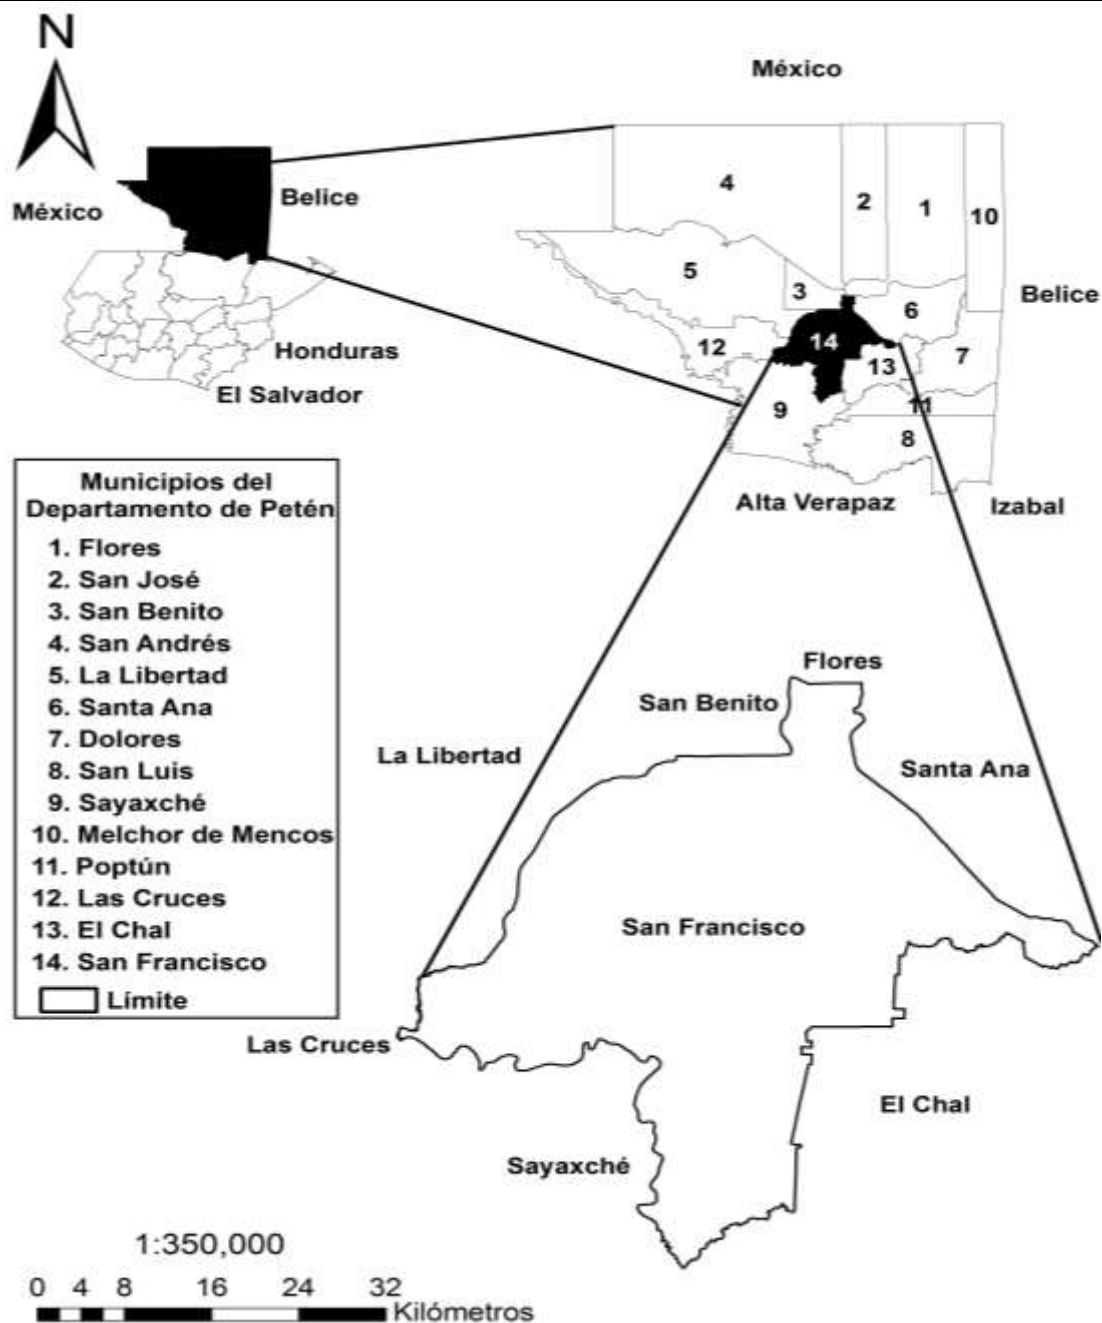 N
México
México
Belice
Honduras
El Salvador
4
2
1
10
5
3
6
12
14
7
13
9
11
8
Belice
Alta Verapaz
Izabal
Municipios del
Departamento de Petén
1. Flores
2. San José
3. San Benito
4. San Andrés
5. La Libertad
6. Santa Ana
7. Dolores
8. San Luis
9. Sayaxché
10. Melchor de Mencos
11. Poptún
12. Las Cruces
13. El Chal
14. San Francisco
Límite
Flores
San Benito
La Libertad
Santa Ana
San Francisco
Las Cruces
El Chal
Sayaxché
1:350,000
0 4 8 16 24 32
Kilómetros